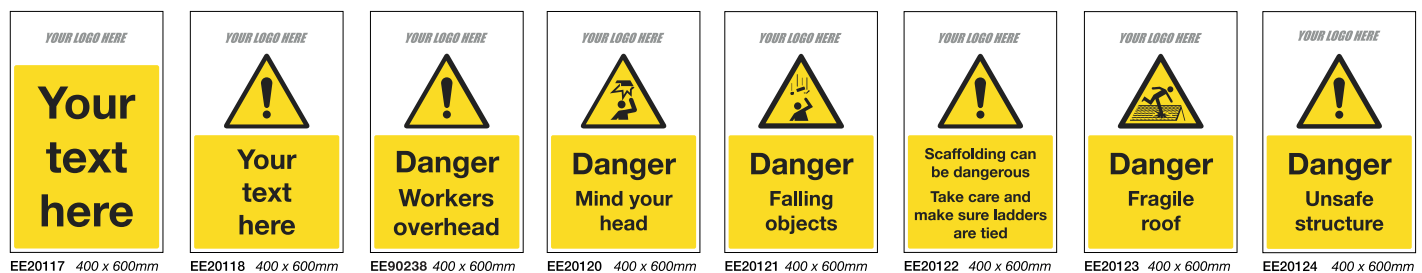 YOUR LOGO HERE
Your
text
here
EE20117 400 x 600mm
YOUR LOGO HERE
Your
text
here
EE20118 400 x 600mm
YOUR LOGO HERE
Danger
Workers
overhead
EE90238 400 x 600mm
YOUR LOGO HERE
Danger
Mind your
head
EE20120 400 x 600mm
YOUR LOGO HERE
Danger
Falling
objects
EE20121 400 x 600mm
YOUR LOGO HERE
Scaffolding can
be dangerous
Take care and
make sure ladders
are tied
EE20122 400 x 600mm
YOUR LOGO HERE
Danger
Fragile
roof
EE20123 400 x 600mm
YOUR LOGO HERE
Danger
Unsafe
structure
EE20124 400 x 600mm